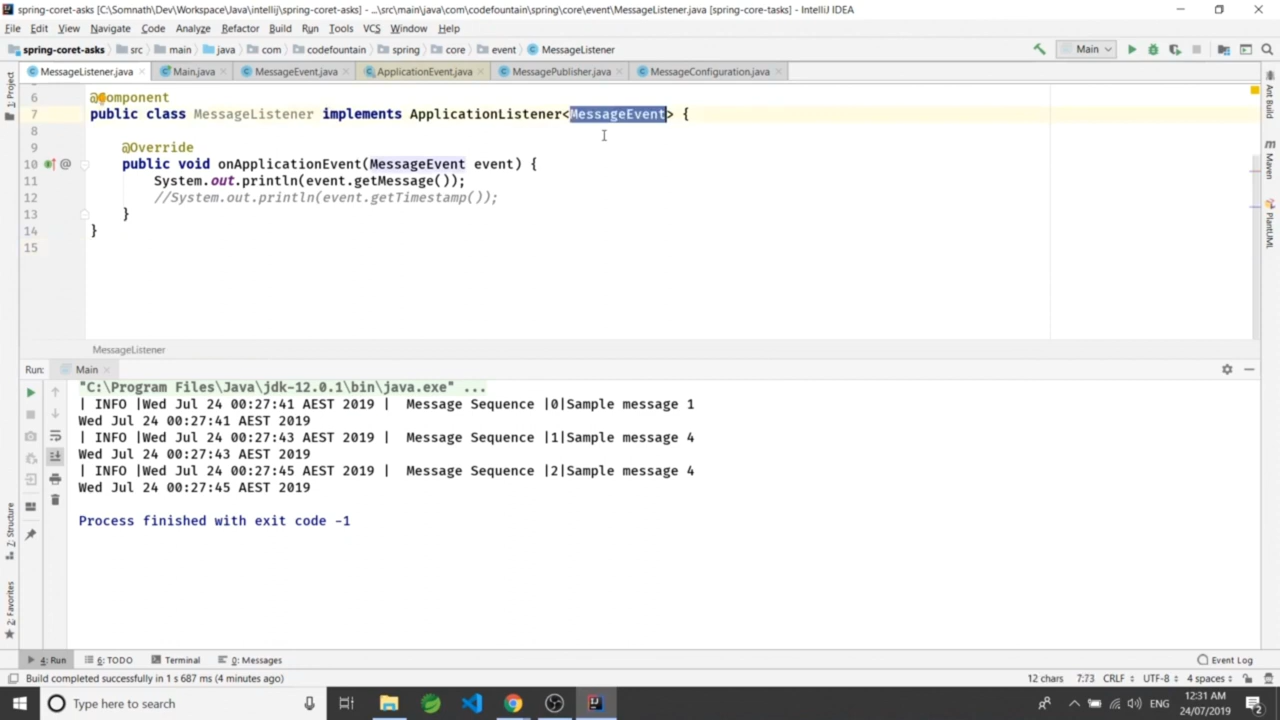 spring-coret-asks [C:\Somnath\Dev\Workspace\Java\intellij\spring-coret-asks] - ...\src\main\java\com\codefountain\spring\core\event\MessageListener.java [spring-core-tasks] - IntelliJ IDEA
File Edit View Navigate Code Analyze Refactor Build Run Tools VCS Window Help
spring-coret-asks src main java com codefountain spring core event MessageListener Main
MessageListener.java Main.java MessageEvent.java ApplicationEvent.java MessagePublisher.java MessageConfiguration.java
1: Project
Ant Build
Maven
PlantUML
6 @Component
7 public class MessageListener implements ApplicationListener<MessageEvent> {
8
9 @Override
10 public void onApplicationEvent(MessageEvent event) {
11 System.out.println(event.getMessage());
12 //System.out.println(event.getTimestamp());
13 }
14 }
15
MessageListener
Run: Main
"C:\Program Files\Java\jdk-12.0.1\bin\java.exe" ...
| INFO |Wed Jul 24 00:27:41 AEST 2019 | Message Sequence |0|Sample message 1
Wed Jul 24 00:27:41 AEST 2019
| INFO |Wed Jul 24 00:27:43 AEST 2019 | Message Sequence |1|Sample message 4
Wed Jul 24 00:27:43 AEST 2019
| INFO |Wed Jul 24 00:27:45 AEST 2019 | Message Sequence |2|Sample message 4
Wed Jul 24 00:27:45 AEST 2019
Process finished with exit code -1
7: Structure
2: Favorites
4: Run 6: TODO Terminal 0: Messages Event Log
Build completed successfully in 1 s 687 ms (4 minutes ago) 12 chars 7:73 CRLF UTF-8 4 spaces
Type here to search ENG 12:31 AM
24/07/2019 2